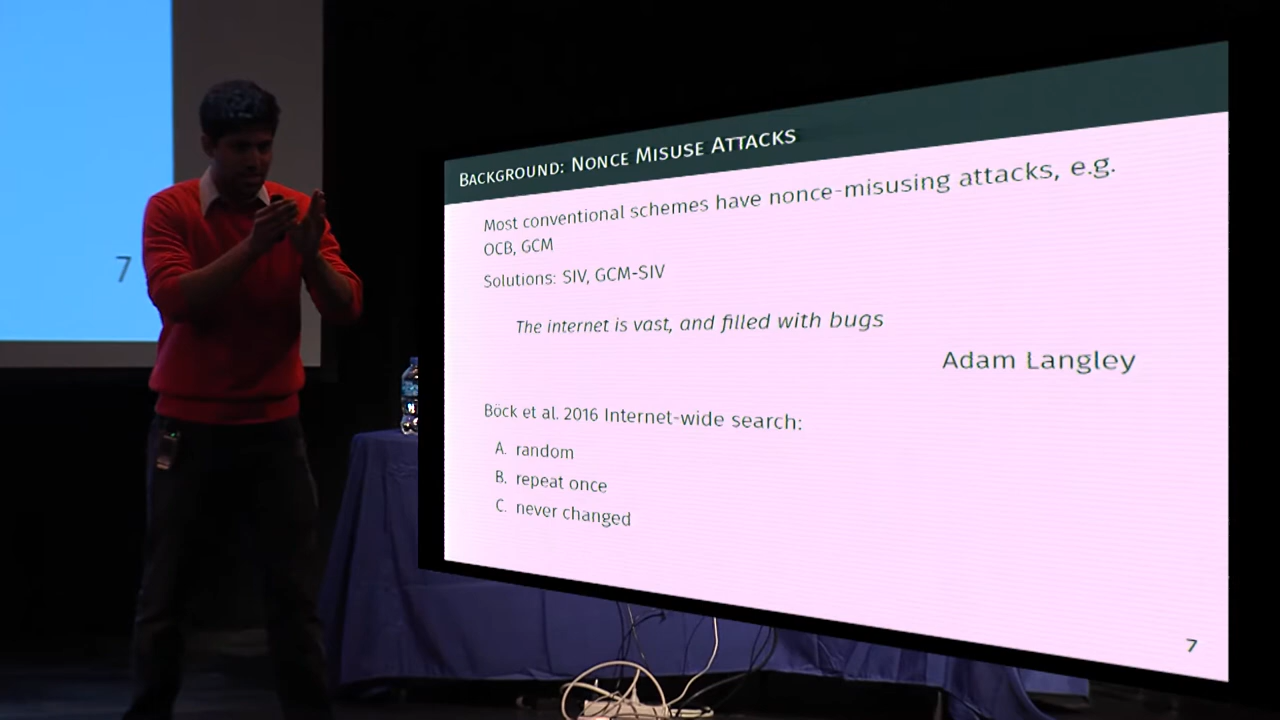 7
BACKGROUND: NONCE MISUSE ATTACKS
Most conventional schemes have nonce-misusing attacks, e.g.
OCB, GCM
Solutions: SIV, GCM-SIV
The internet is vast, and filled with bugs
Adam Langley
Böck et al. 2016 Internet-wide search:
A. random
B. repeat once
C. never changed
7